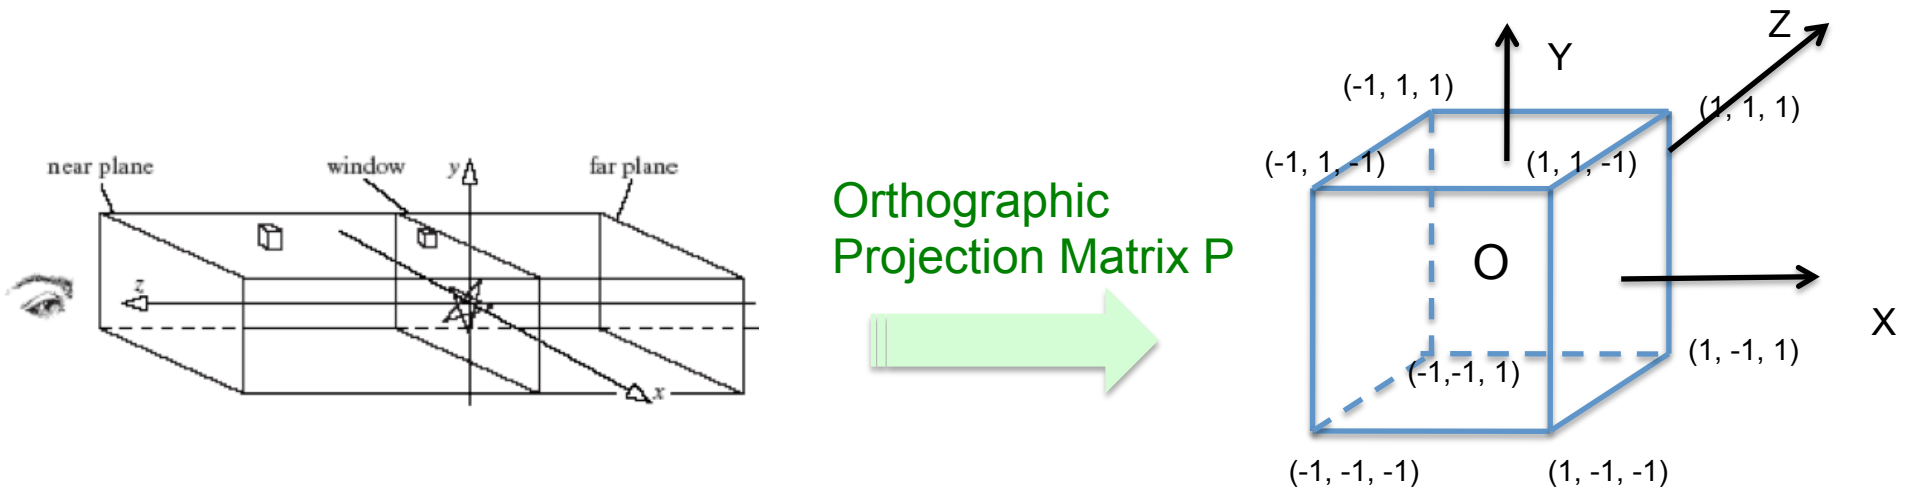 near plane
window
y
far plane
z
x
Orthographic
Projection Matrix P
Z
Y
(-1, 1, 1)
(1, 1, 1)
(-1, 1, -1)
(1, 1, -1)
O
X
(1, -1, 1)
(-1,-1, 1)
(-1, -1, -1)
(1, -1, -1)